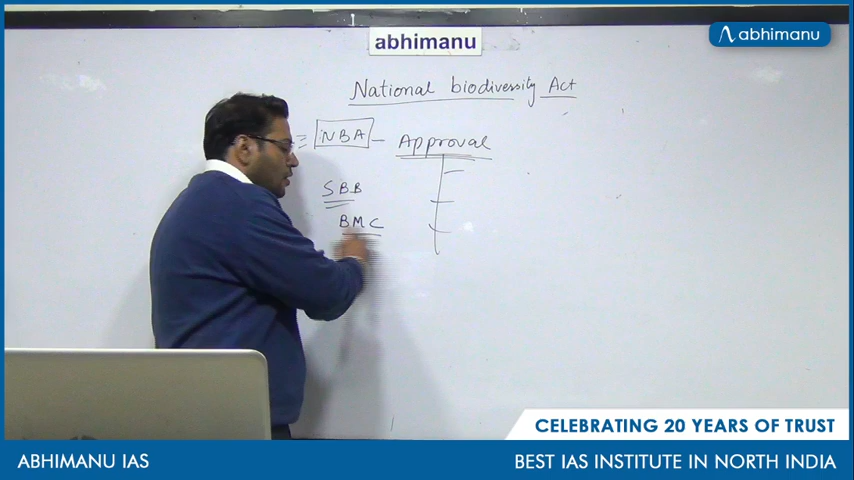 abhimanu
abhimanu
National biodiversity Act
NBA - Approval
SBB
BMC
CELEBRATING 20 YEARS OF TRUST
ABHIMANU IAS
BEST IAS INSTITUTE IN NORTH INDIA